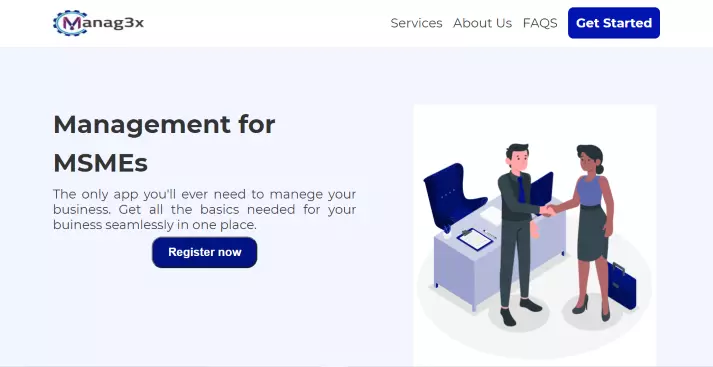 Manag3x
Services About Us FAQS Get Started
Management for
MSMEs
The only app you'll ever need to manege your
business. Get all the basics needed for your
buiness seamlessly in one place.
Register now